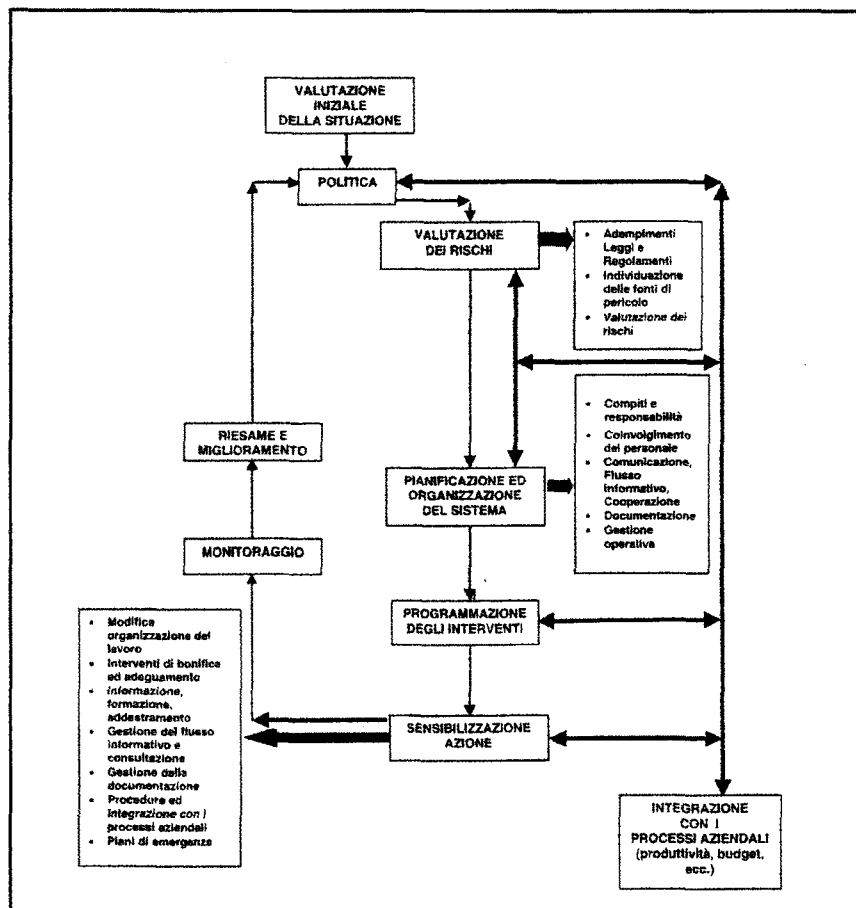 VALUTAZIONE
INIZIALE
DELLA SITUAZIONE
POLITICA
VALUTAZIONE
DEI RISCHI
• Adempimenti
Leggi e
Regolamenti
• Individuazione
delle fonti di
pericolo
• Valutazione dei
rischi
• Compiti e
responsabilità
• Coinvolgimento
del personale
• Comunicazione,
Flusso
Informativo,
Cooperazione
• Documentazione
• Gestione
operativa
RIESAME E
MIGLIORAMENTO
PIANIFICAZIONE ED
ORGANIZZAZIONE
DEL SISTEMA
MONITORAGGIO
PROGRAMMAZIONE
DEGLI INTERVENTI
• Modifica
organizzazione del
lavoro
• Interventi di bonifica
ed adeguamento
• Informazione,
formazione,
addestramento
• Gestione del flusso
informativo e
consultazione
• Gestione della
documentazione
• Procedure ed
Integrazione con i
processi aziendali
• Piani di emergenza
SENSIBILIZZAZIONE
AZIONE
INTEGRAZIONE
CON I
PROCESSI AZIENDALI
(produttività, budget,
ecc.)